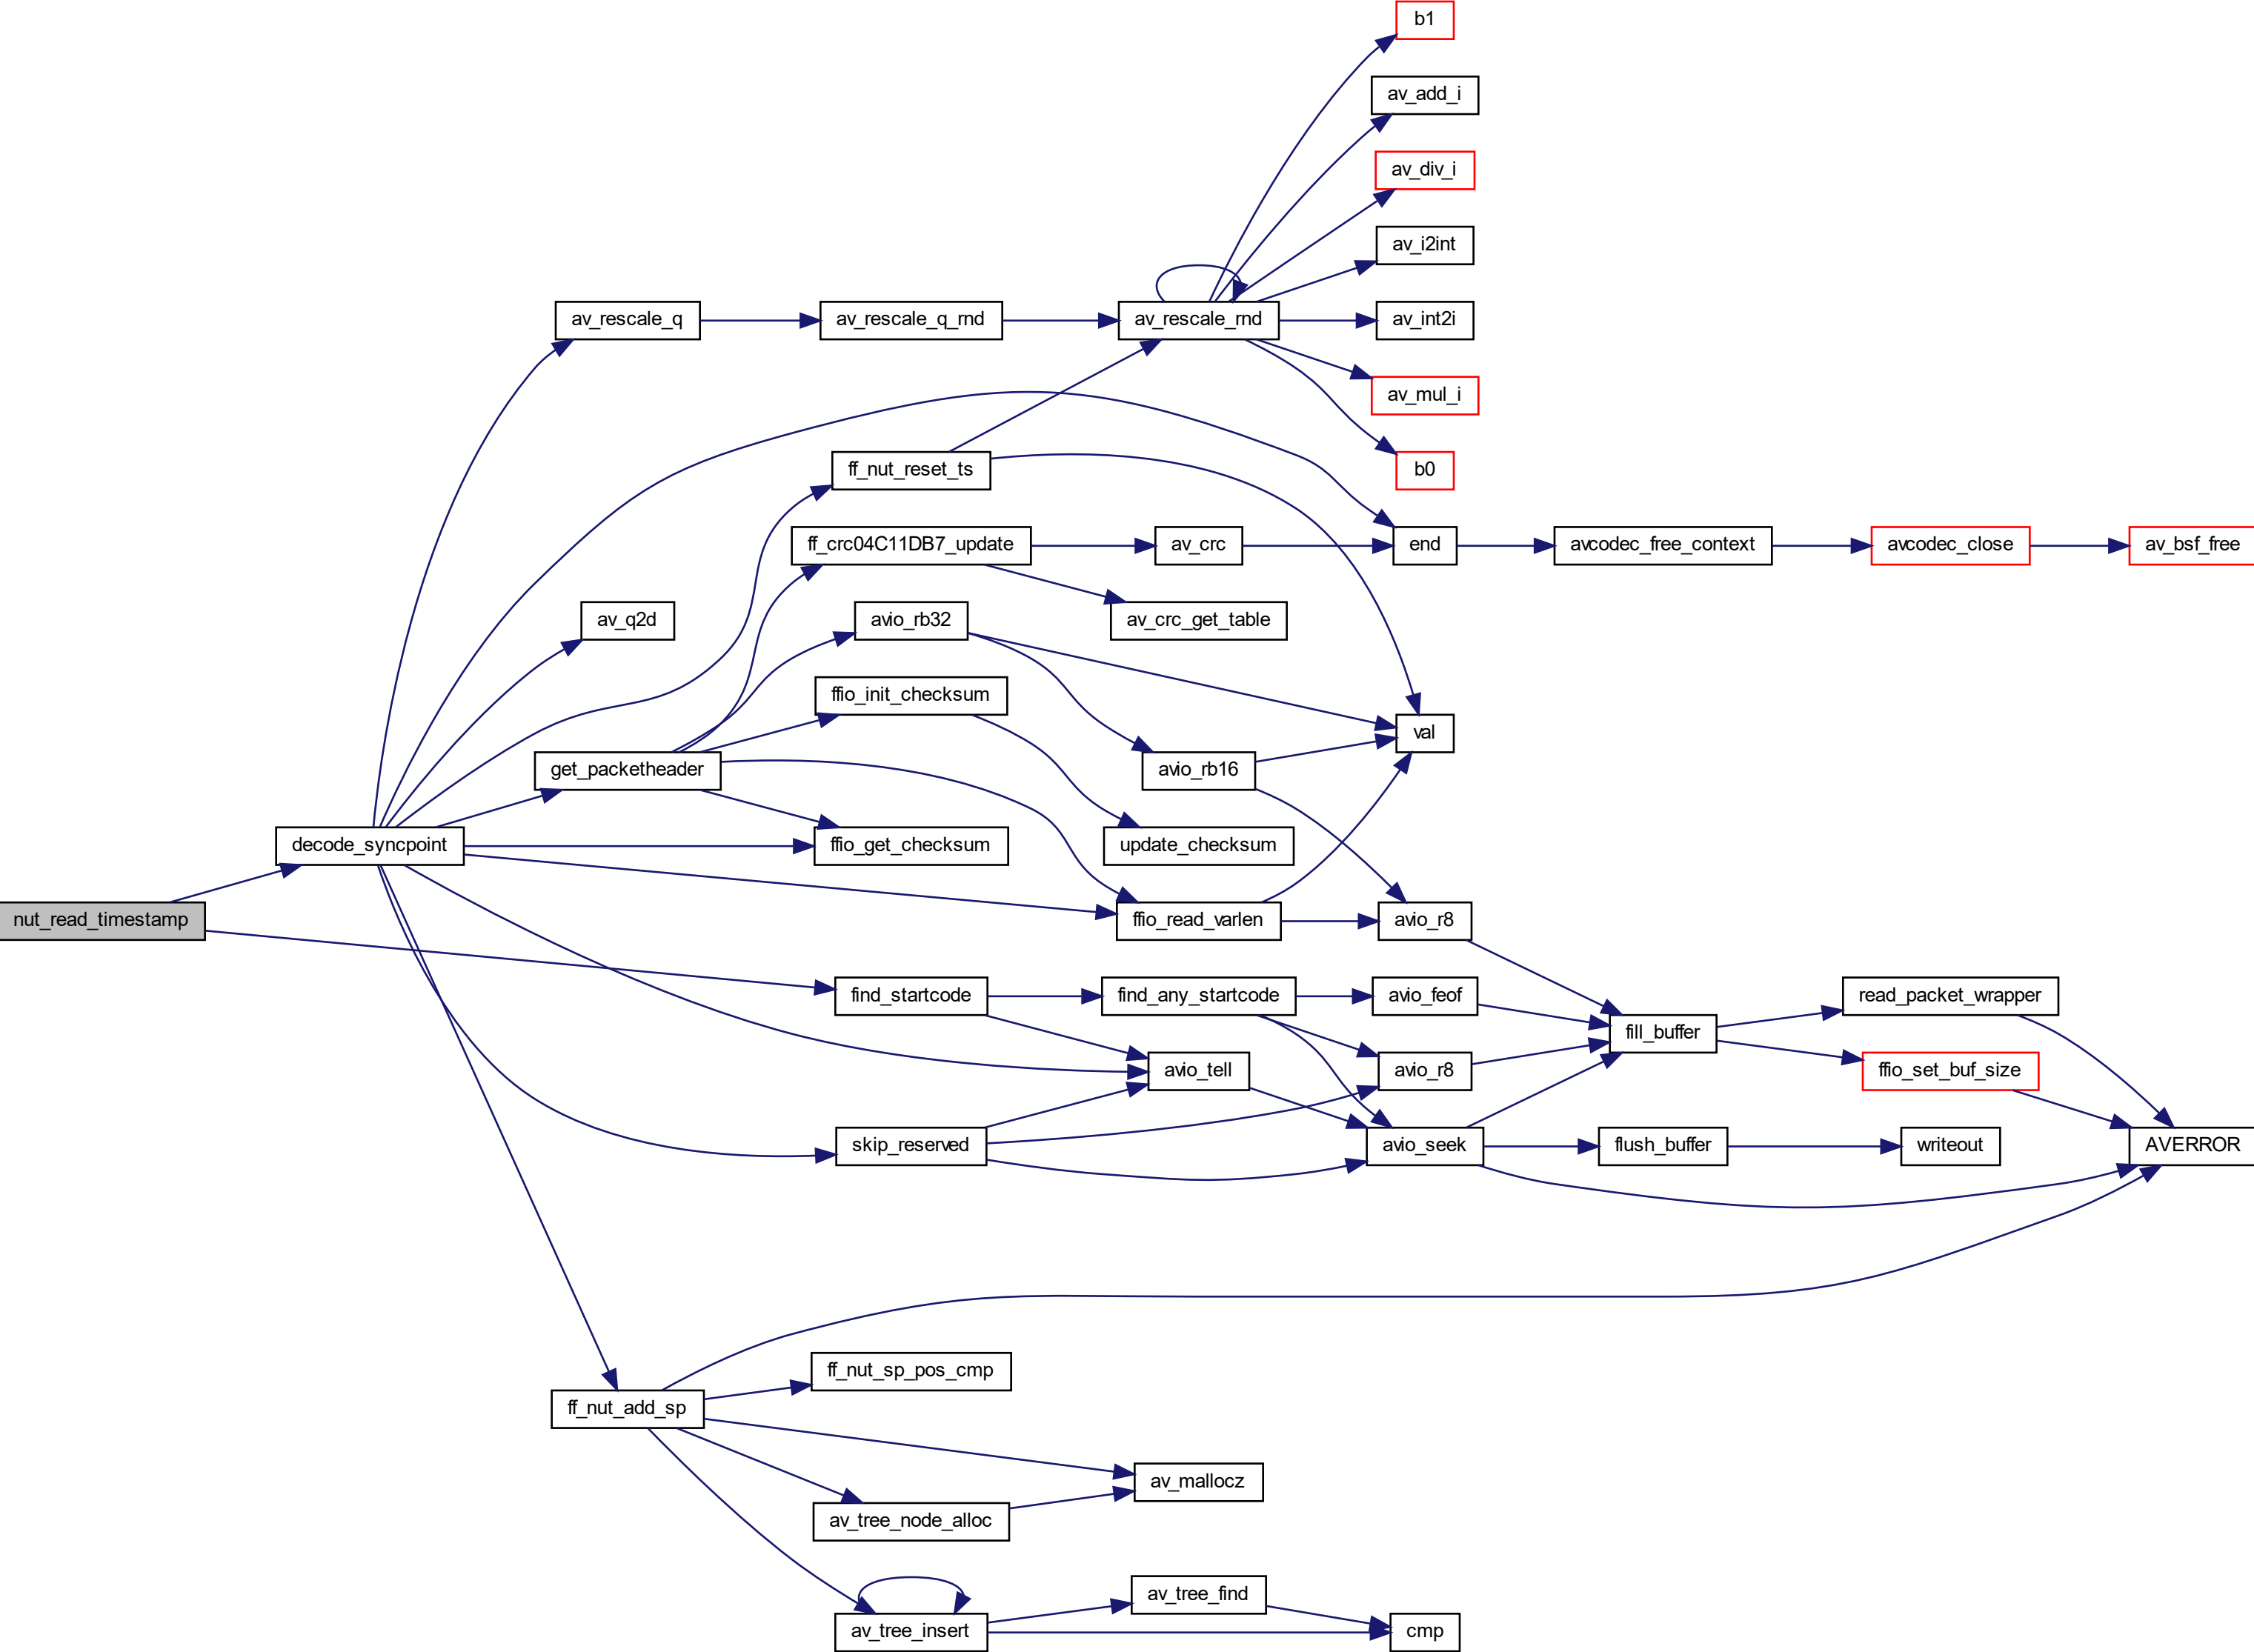 b1
av_add_i
av_div_i
av_i2int
av_rescale_q
av_rescale_q_rnd
av_rescale_rnd
av_int2i
av_mul_i
ff_nut_reset_ts
b0
ff_crc04C11DB7_update
av_crc
end
avcodec_free_context
avcodec_close
av_bsf_free
av_q2d
avio_rb32
av_crc_get_table
ffio_init_checksum
val
get_packetheader
avio_rb16
decode_syncpoint
ffio_get_checksum
update_checksum
nut_read_timestamp
ffio_read_varlen
avio_r8
find_startcode
find_any_startcode
avio_feof
read_packet_wrapper
fill_buffer
avio_tell
avio_r8
ffio_set_buf_size
skip_reserved
avio_seek
flush_buffer
writeout
AVERROR
ff_nut_sp_pos_cmp
ff_nut_add_sp
av_mallocz
av_tree_node_alloc
av_tree_find
av_tree_insert
cmp